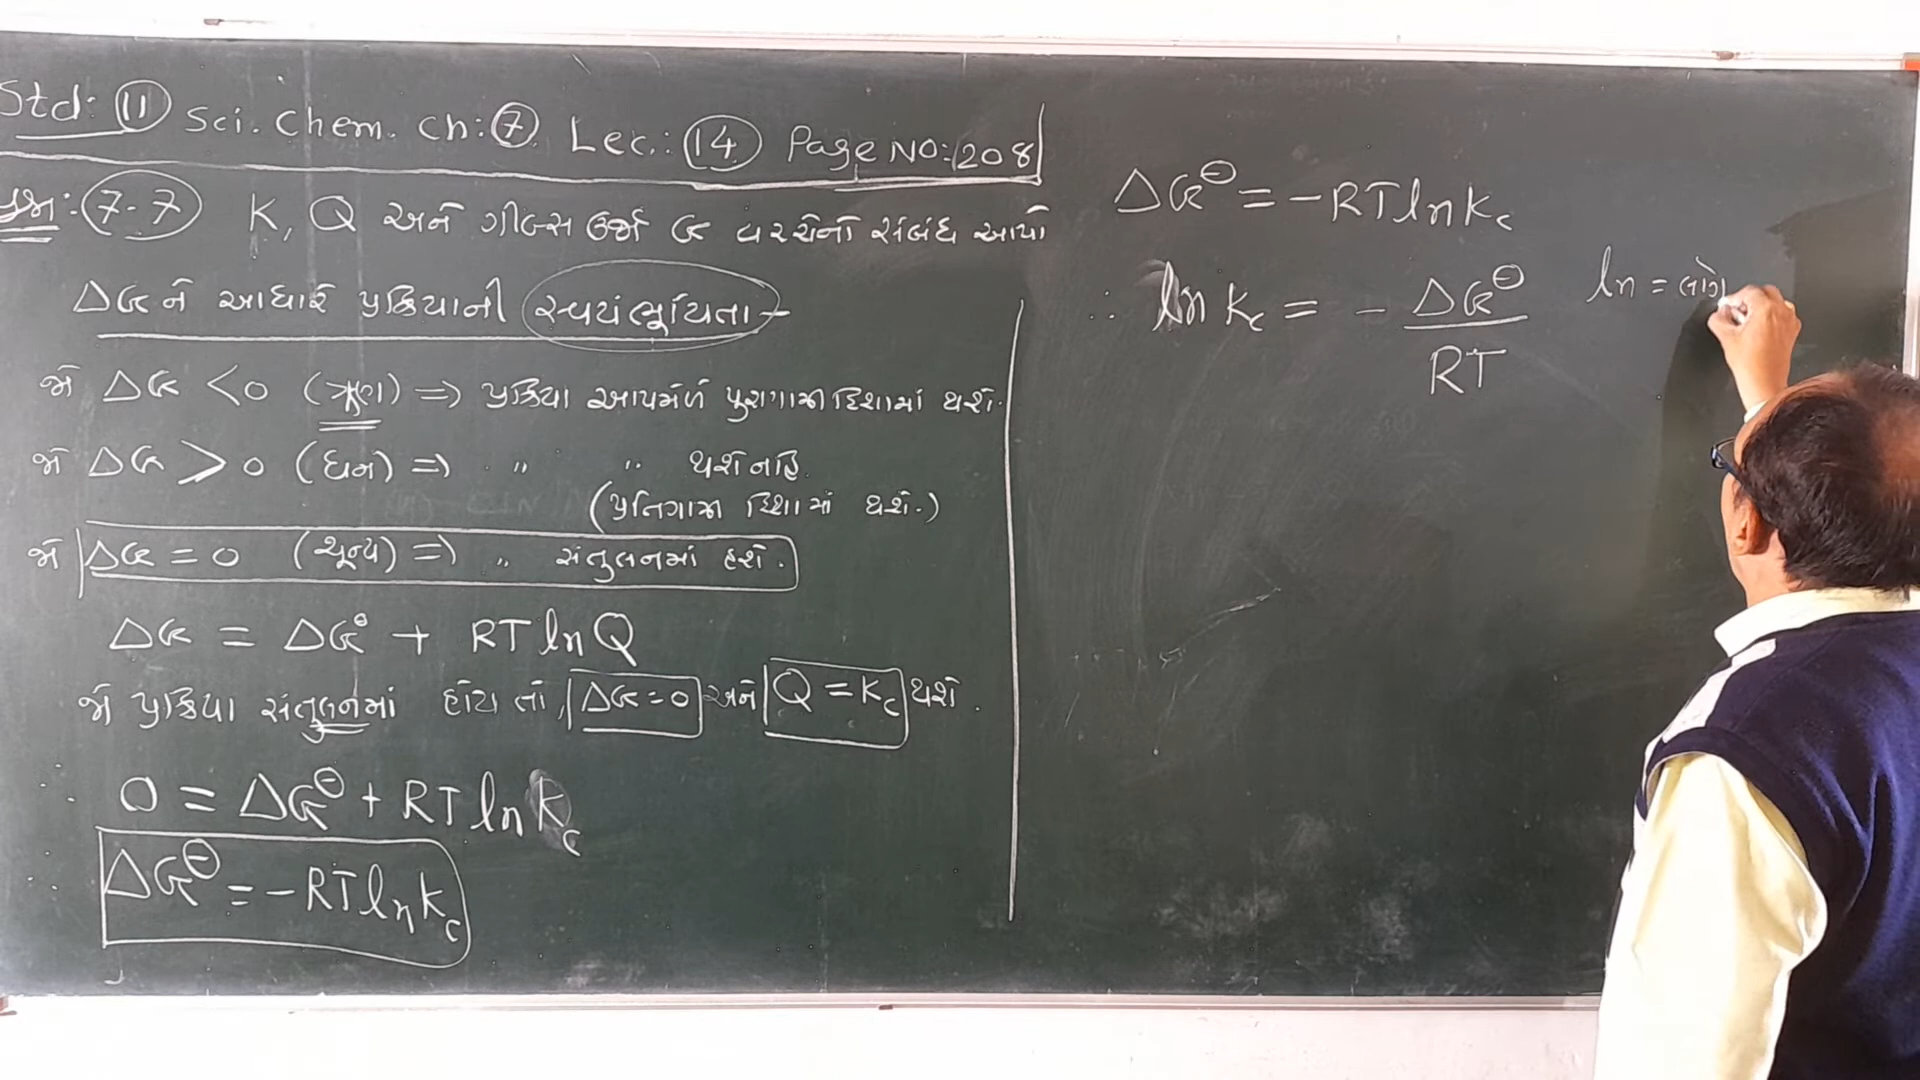 Std: 11 Sci. Chem. Ch: 7 Lec.: 14 Page NO: 208
પ્રશ્ન: 7-7 K, Q અને ગીબ્સ ઉર્જા G વચ્ચેનો સંબંધ આપો
ΔG ને આધારે પ્રક્રિયાની સ્વયંભૂયિતા -
જો ΔG < 0 (ઋણ) ⇒ પ્રક્રિયા આપમેળે પુરોગામી દિશામાં થશે.
જો ΔG > 0 (ધન) ⇒ " " થશે નહિ.
(પ્રતિગામી દિશામાં થશે.)
જો ΔG = 0 (શૂન્ય) ⇒ " સંતુલનમાં હશે.
ΔG = ΔG° + RT ln Q
જો પ્રક્રિયા સંતુલનમાં હોય તો, ΔG = 0 અને Q = Kc થશે.
∴ 0 = ΔG⊖ + RT ln Kc
∴ ΔG⊖ = -RT ln Kc
ΔG⊖ = -RT ln Kc
∴ ln Kc = - ΔG⊖ / RT
ln = લોગ